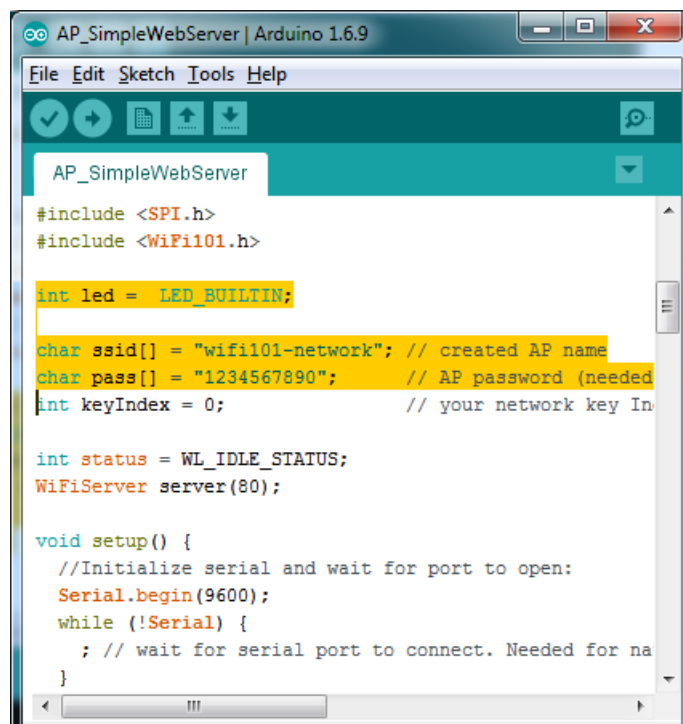 AP_SimpleWebServer | Arduino 1.6.9
File Edit Sketch Tools Help
AP_SimpleWebServer
#include <SPI.h>
#include <WiFi101.h>
int led =  LED_BUILTIN;
char ssid[] = "wifi101-network"; // created AP name
char pass[] = "1234567890";      // AP password (needed
int keyIndex = 0;                // your network key In
int status = WL_IDLE_STATUS;
WiFiServer server(80);
void setup() {
  //Initialize serial and wait for port to open:
  Serial.begin(9600);
  while (!Serial) {
    ; // wait for serial port to connect. Needed for na
  }